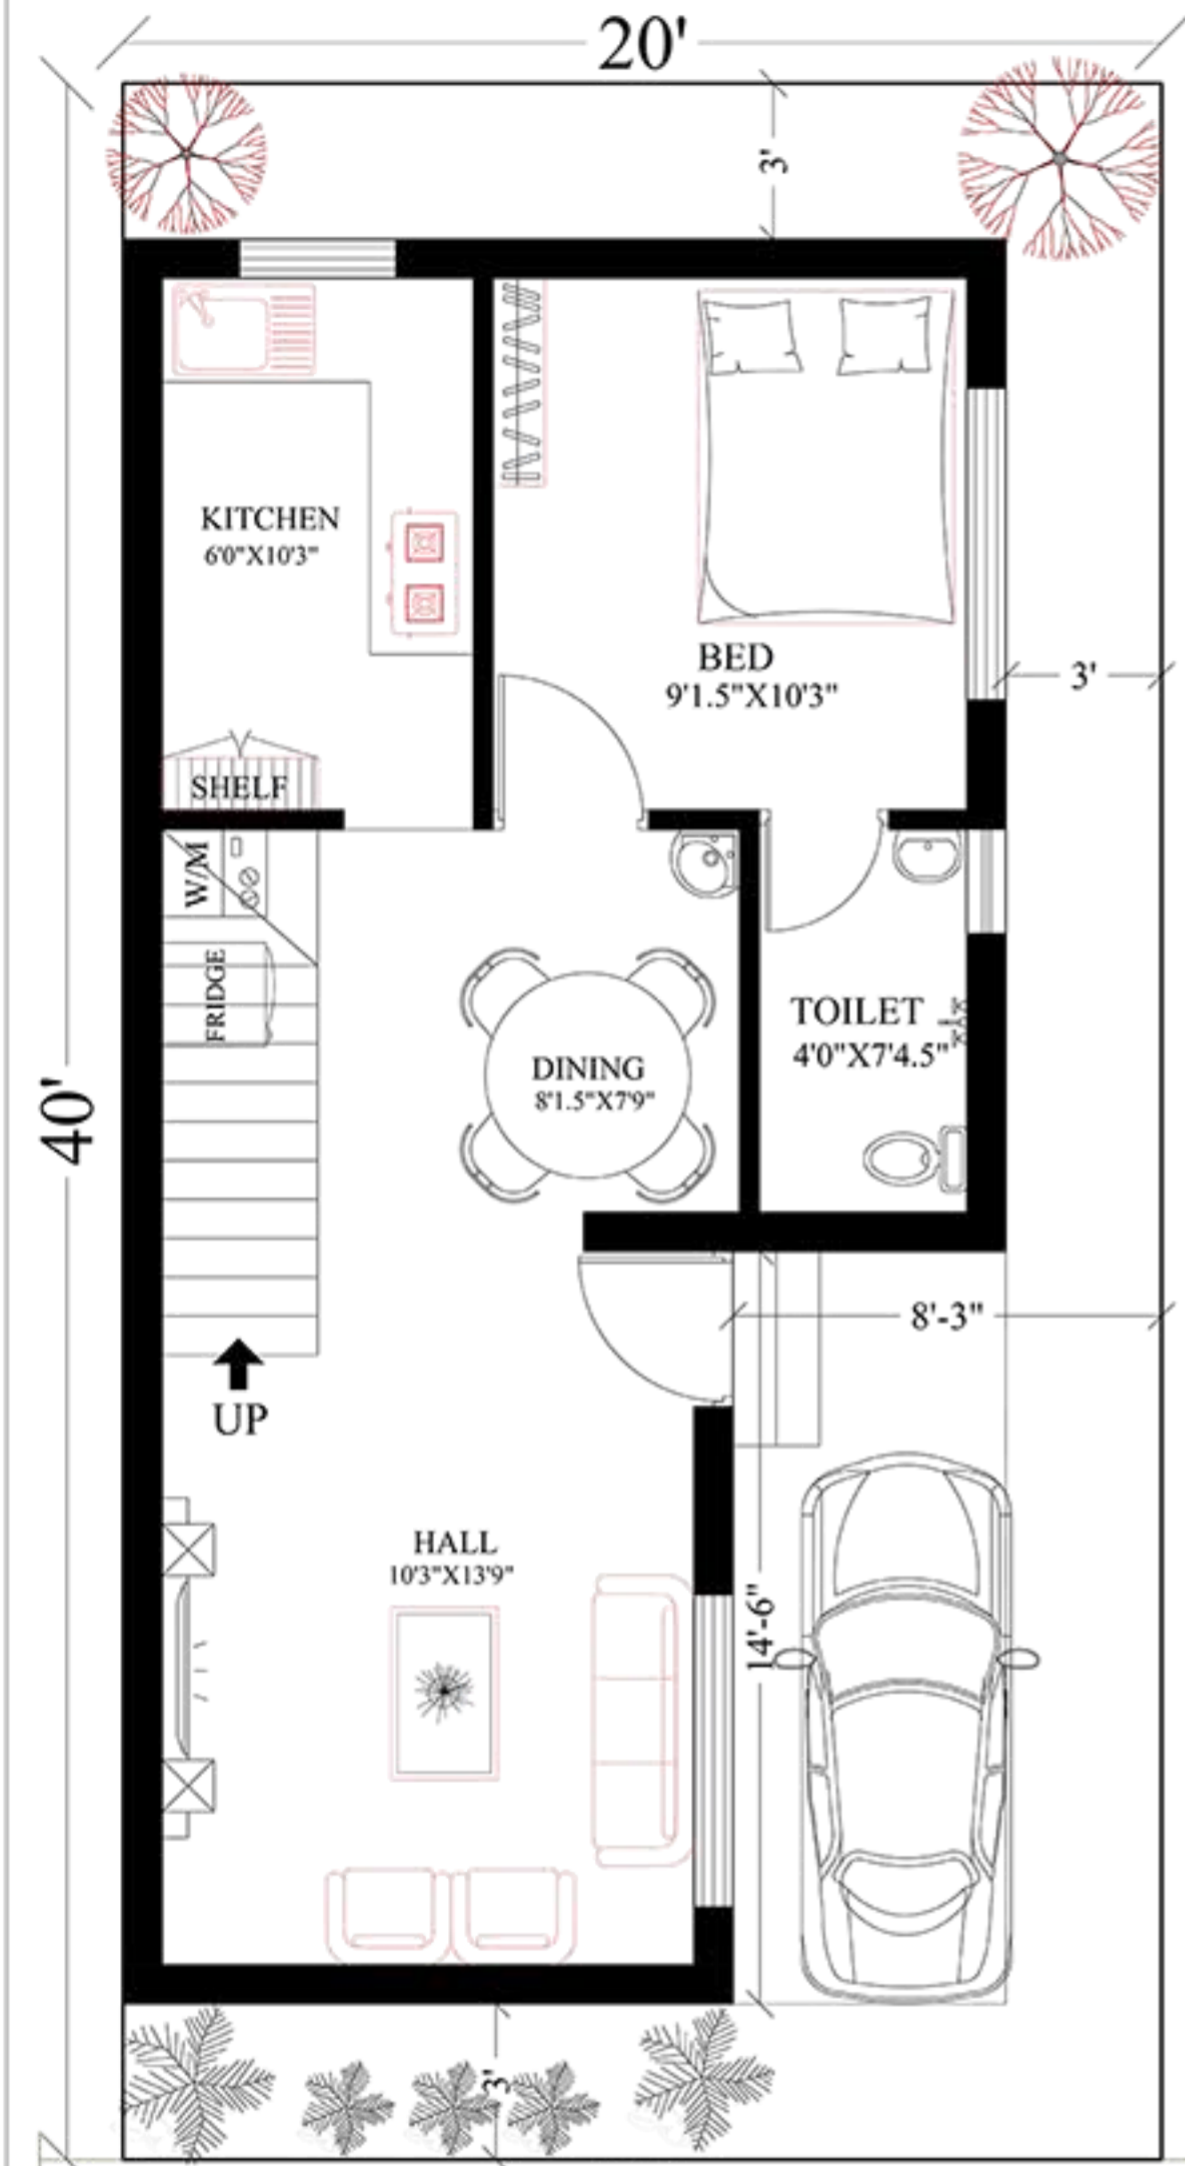 20'
3'
KITCHEN
6'0"X10'3"
BED
9'1.5"X10'3"
3'
SHELF
W/M
FRIDGE
TOILET
4'0"X7'4.5"
DINING
8'1.5"X7'9"
40'
8'-3"
UP
HALL
10'3"X13'9"
14'-6"
3'